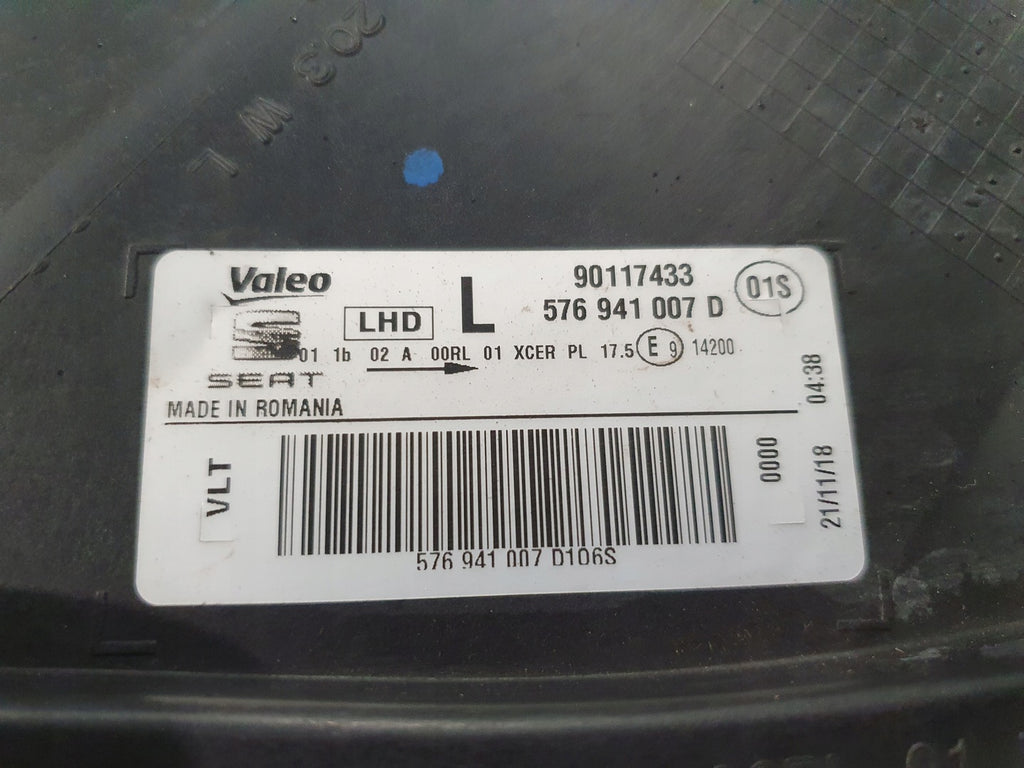 203
L M
Valeo
SEAT
LHD
L
90117433
576 941 007 D
01S
01 1b 02 A 00RL 01 XCER PL 17.5 E 9 14200
MADE IN ROMANIA
04:38
VLT
0000
21/11/18
576 941 007 D106S